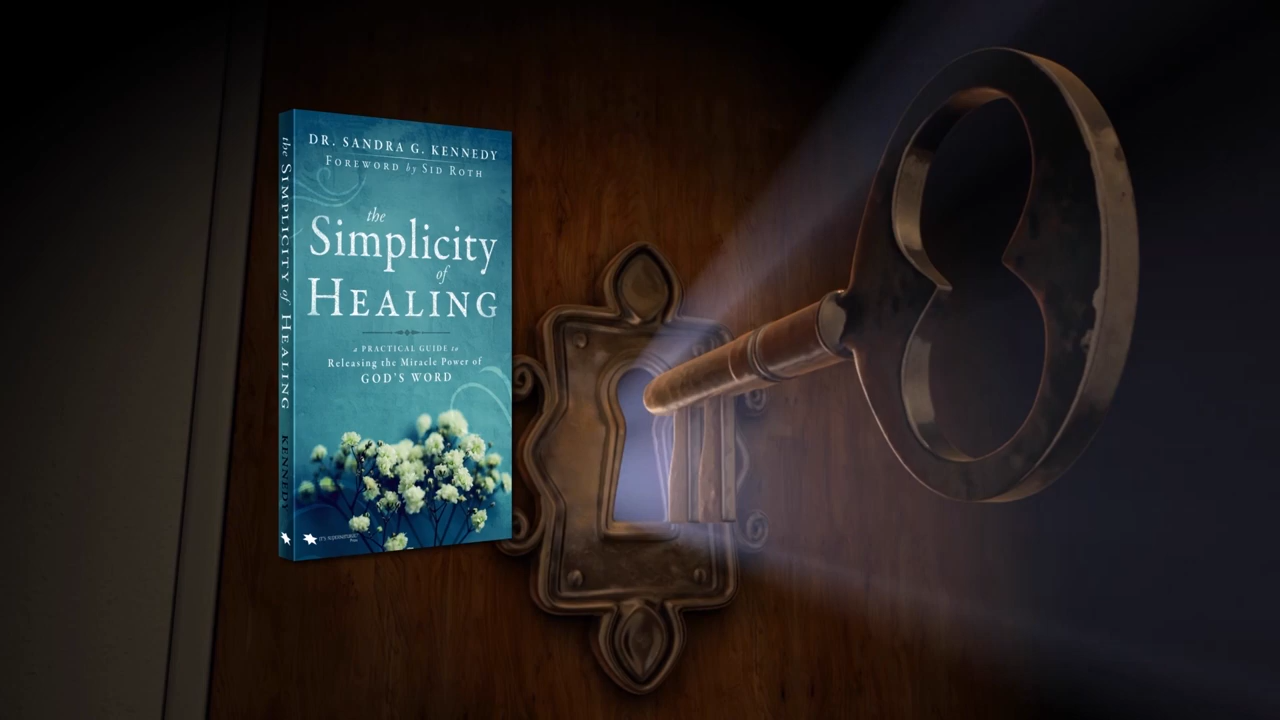 DR. SANDRA G. KENNEDY
FOREWORD by SID ROTH
the
Simplicity
of
HEALING
a PRACTICAL GUIDE to
Releasing the Miracle Power of
GOD'S WORD
the SIMPLICITY of HEALING
KENNEDY